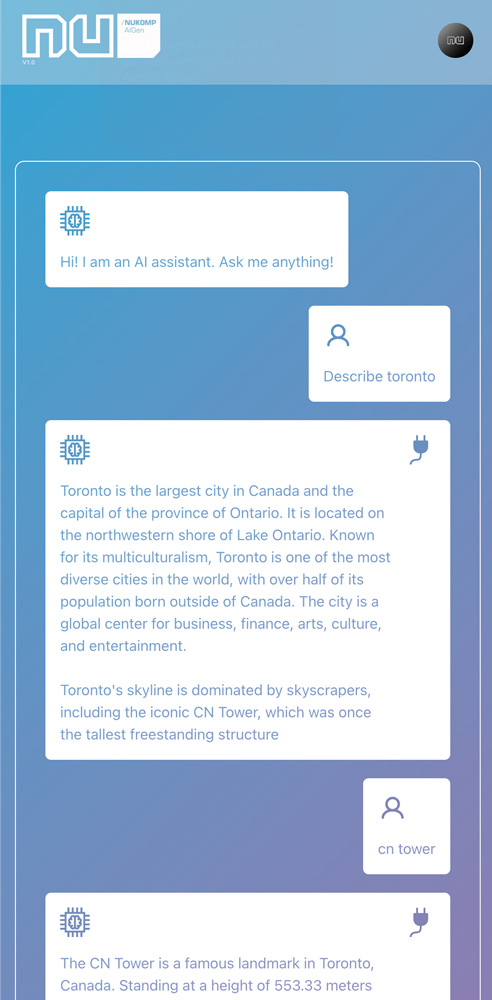 nu
/NUKOMP
AIGen
V1.0
nu
Hi! I am an AI assistant. Ask me anything!
Describe toronto
Toronto is the largest city in Canada and the
capital of the province of Ontario. It is located on
the northwestern shore of Lake Ontario. Known
for its multiculturalism, Toronto is one of the most
diverse cities in the world, with over half of its
population born outside of Canada. The city is a
global center for business, finance, arts, culture,
and entertainment.
Toronto's skyline is dominated by skyscrapers,
including the iconic CN Tower, which was once
the tallest freestanding structure
cn tower
The CN Tower is a famous landmark in Toronto,
Canada. Standing at a height of 553.33 meters